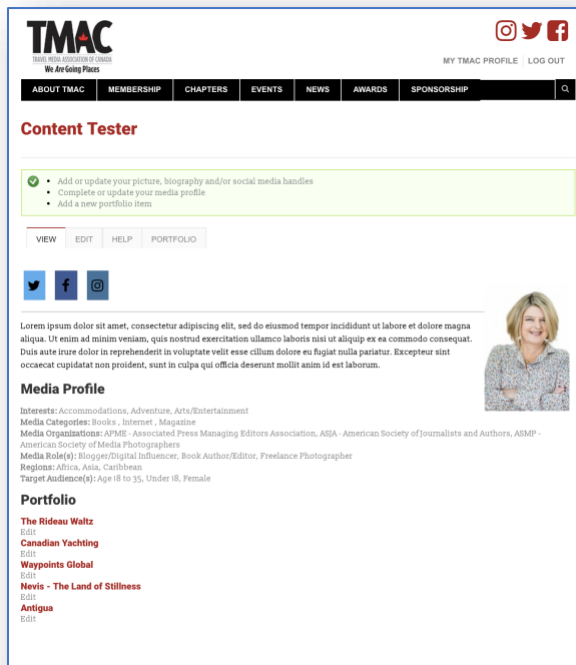 TMAC
TRAVEL MEDIA ASSOCIATION OF CANADA
We Are Going Places
MY TMAC PROFILE LOG OUT
ABOUT TMAC MEMBERSHIP CHAPTERS EVENTS NEWS AWARDS SPONSORSHIP
Content Tester
Add or update your picture, biography and/or social media handles
Complete or update your media profile
Add a new portfolio item
VIEW EDIT HELP PORTFOLIO
Lorem ipsum dolor sit amet, consectetur adipiscing elit, sed do eiusmod tempor incididunt ut labore et dolore magna
aliqua. Ut enim ad minim veniam, quis nostrud exercitation ullamco laboris nisi ut aliquip ex ea commodo consequat.
Duis aute irure dolor in reprehenderit in voluptate velit esse cillum dolore eu fugiat nulla pariatur. Excepteur sint
occaecat cupidatat non proident, sunt in culpa qui officia deserunt mollit anim id est laborum.
Media Profile
Interests: Accommodations, Adventure, Arts/Entertainment
Media Categories: Books , Internet , Magazine
Media Organizations: APME - Associated Press Managing Editors Association, ASJA - American Society of Journalists and Authors, ASMP -
American Society of Media Photographers
Media Role(s): Blogger/Digital Influencer, Book Author/Editor, Freelance Photographer
Regions: Africa, Asia, Caribbean
Target Audience(s): Age 18 to 35, Under 18, Female
Portfolio
The Rideau Waltz
Edit
Canadian Yachting
Edit
Waypoints Global
Edit
Nevis - The Land of Stillness
Edit
Antigua
Edit